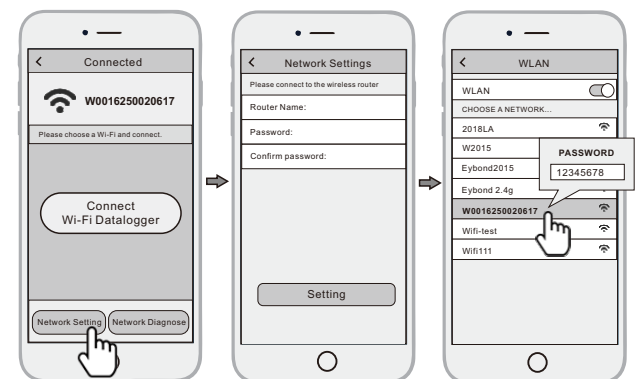 Connected
W0016250020617
Please choose a Wi-Fi and connect.
Connect
Wi-Fi Datalogger
Network Setting
Network Diagnose
Network Settings
Please connect to the wireless router
Router Name:
Password:
Confirm password:
Setting
WLAN
WLAN
CHOOSE A NETWORK...
2018LA
W2015
Eybond2015
Eybond 2.4g
W0016250020617
Wifi-test
Wifi111
PASSWORD
12345678